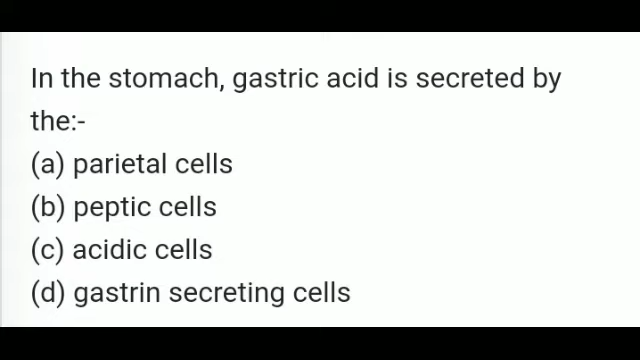 In the stomach, gastric acid is secreted by
the:-
(a) parietal cells
(b) peptic cells
(c) acidic cells
(d) gastrin secreting cells